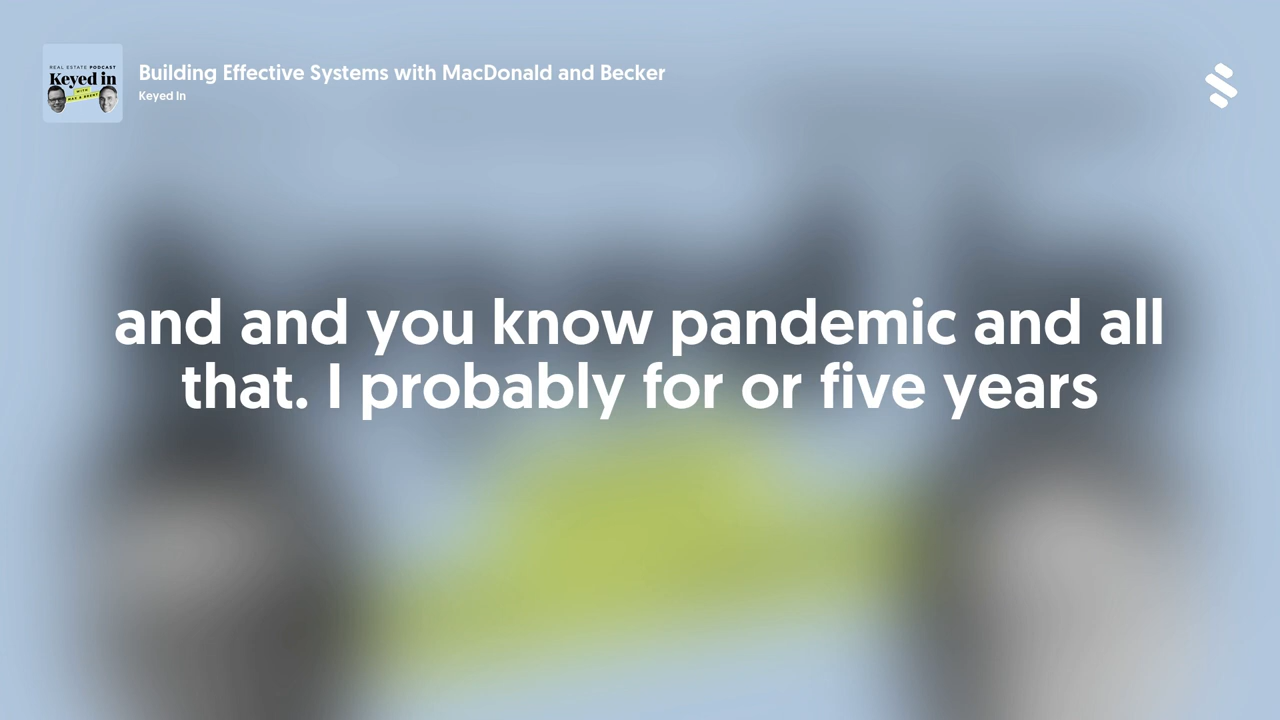 REAL ESTATE PODCAST
Keyed in
WITH
MAX & BRENT
Building Effective Systems with MacDonald and Becker
Keyed In
and and you know pandemic and all
that. I probably for or five years